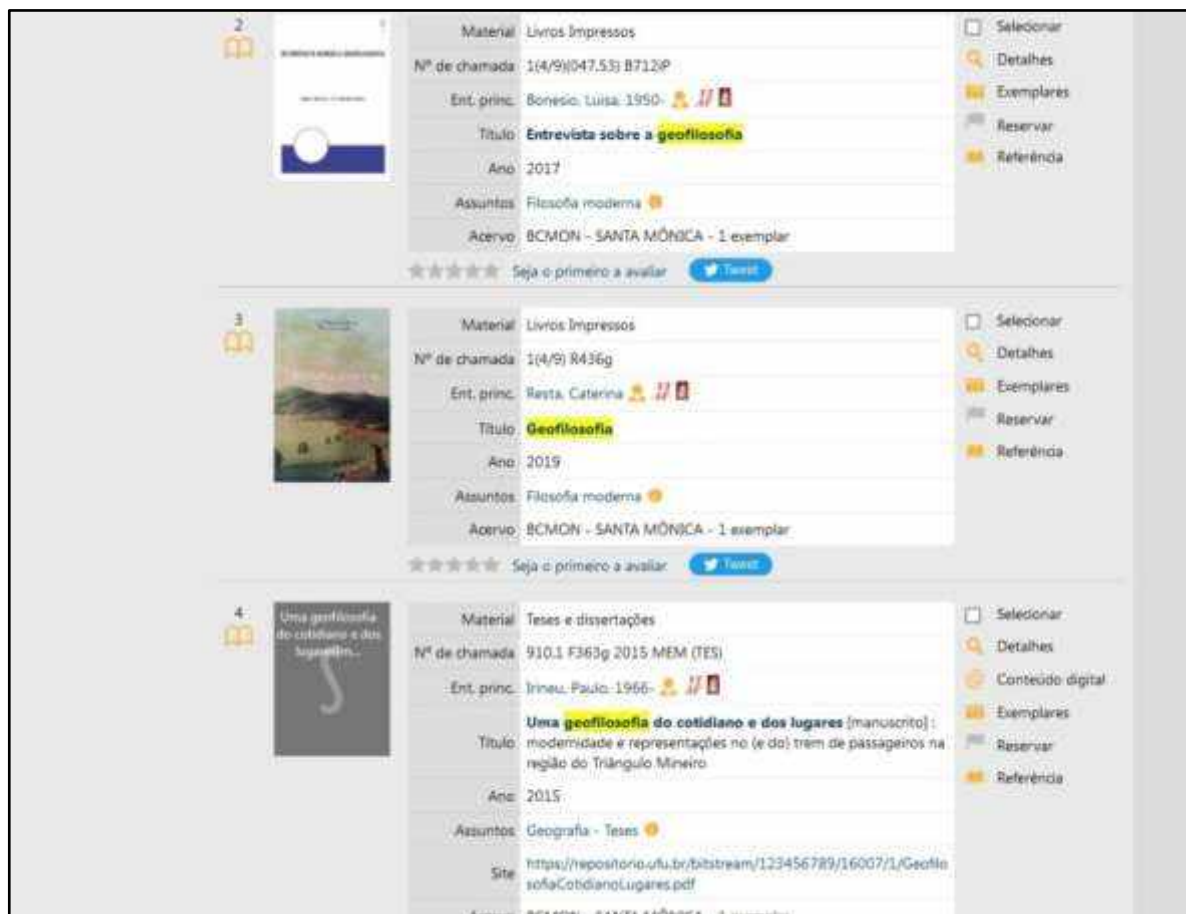 2
Material Livros Impressos
Nº de chamada 1(4/9)(047.53) B712iP
Ent. princ. Bonesio, Luisa, 1950-
Título Entrevista sobre a geofilosofia
Ano 2017
Assuntos Filosofia moderna
Acervo BCMON - SANTA MÔNICA - 1 exemplar
Seja o primeiro a avaliar Tweet
Selecionar
Detalhes
Exemplares
Reservar
Referência
3
Material Livros Impressos
Nº de chamada 1(4/9) R436g
Ent. princ. Resta, Caterina
Título Geofilosofia
Ano 2019
Assuntos Filosofia moderna
Acervo BCMON - SANTA MÔNICA - 1 exemplar
Seja o primeiro a avaliar Tweet
Selecionar
Detalhes
Exemplares
Reservar
Referência
4
Uma geofilosofia
do cotidiano e dos
Material Teses e dissertações
Nº de chamada 910.1 F363g 2015 MEM (TES)
Ent. princ. Irineu, Paulo, 1966-
Título Uma geofilosofia do cotidiano e dos lugares [manuscrito] :
modernidade e representações no (e do) trem de passageiros na
região do Triângulo Mineiro
Ano 2015
Assuntos Geografia - Teses
Site https://repositorio.ufu.br/bitstream/123456789/16007/1/Geofilo
sofiaCotidianoLugares.pdf
Selecionar
Detalhes
Conteúdo digital
Exemplares
Reservar
Referência